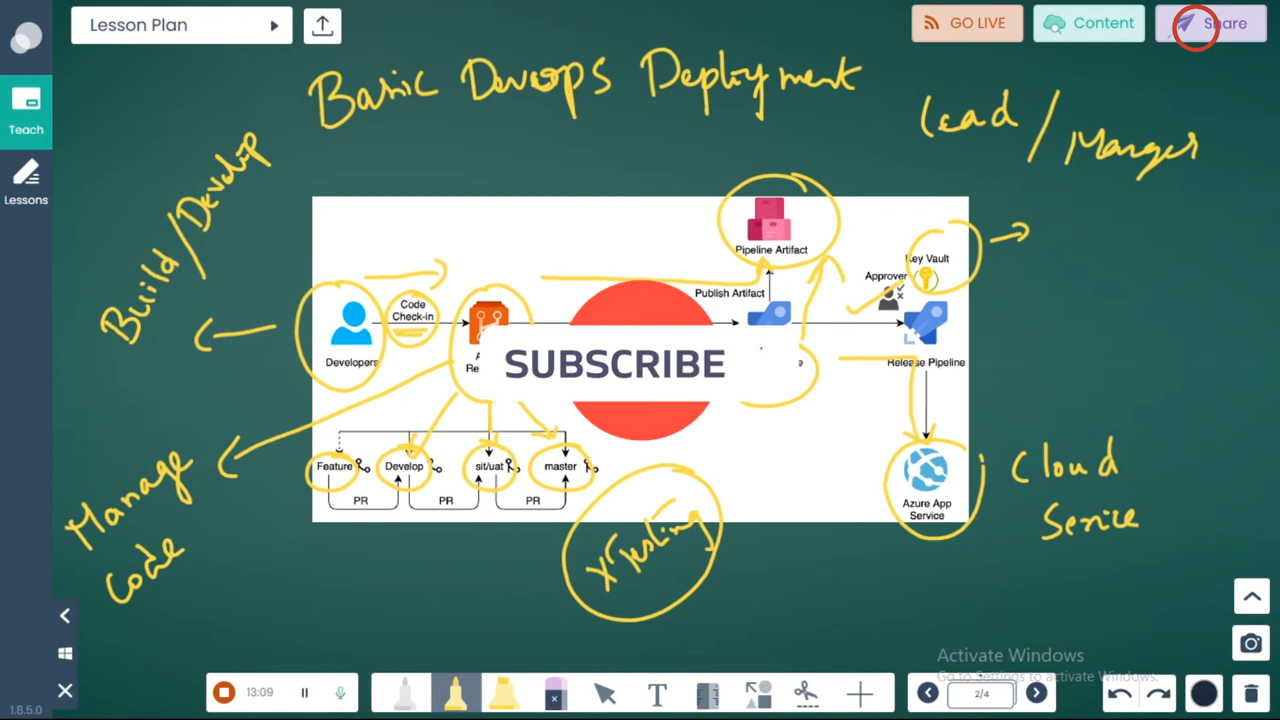 Lesson Plan
GO LIVE
Content
Share
Teach
Lessons
Basic Devops Deployment
Lead / Manger
Build/Develop
Pipeline Artifact
Key Vault
Approver
Publish Artifact
Code
Check-in
Developers
Release Pipeline
SUBSCRIBE
Feature
Develop
sit/uat
master
PR
PR
PR
Azure App
Service
Cloud
Service
Manage
Code
Testing
Activate Windows
Go to Settings to activate Windows.
13:09
2/4
1.8.5.0